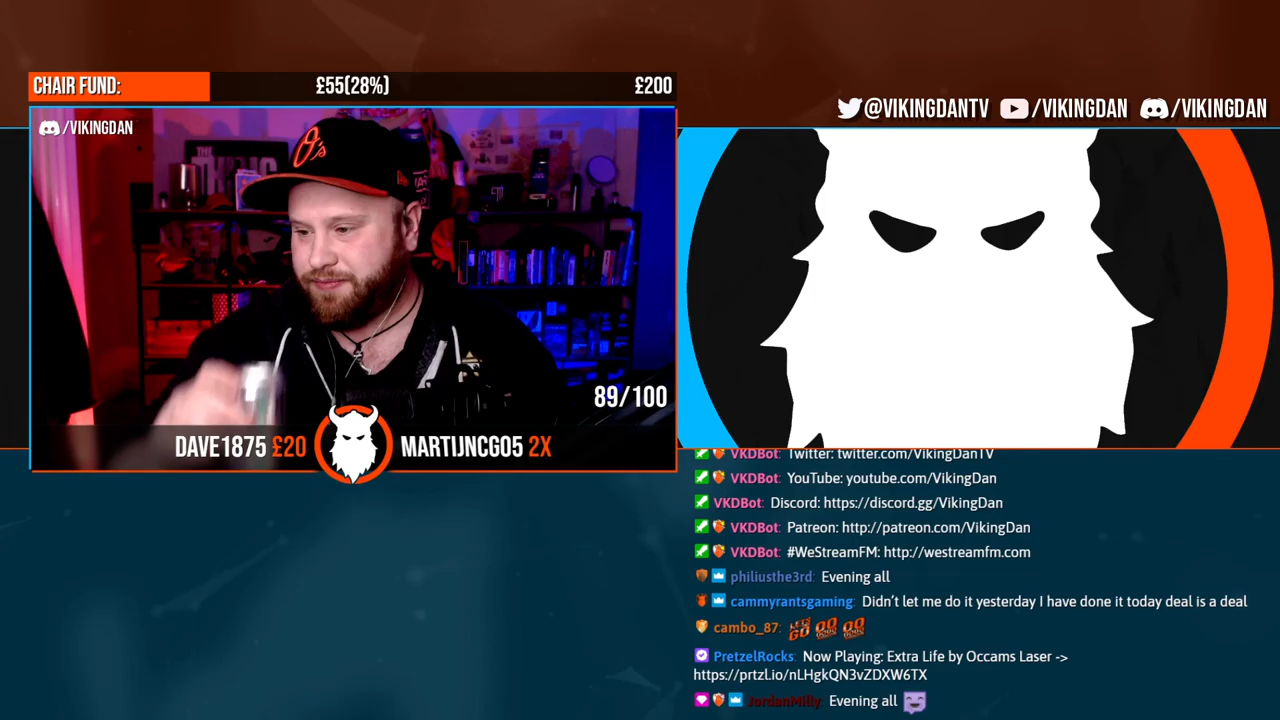 CHAIR FUND: £55(28%) £200
/VIKINGDAN
@VIKINGDANTV /VIKINGDAN /VIKINGDAN
O's
THE
89/100
DAVE1875 £20 MARTIJNCG05 2X
VKDBot: Twitter: twitter.com/VikingDanTV
VKDBot: YouTube: youtube.com/VikingDan
VKDBot: Discord: https://discord.gg/VikingDan
VKDBot: Patreon: http://patreon.com/VikingDan
VKDBot: #WeStreamFM: http://westreamfm.com
philiusthe3rd: Evening all
cammyrantsgaming: Didn't let me do it yesterday I have done it today deal is a deal
cambo_87:
PretzelRocks: Now Playing: Extra Life by Occams Laser ->
https://prtzl.io/nLHgkQN3vZDXW6TX
JordanMilly: Evening all